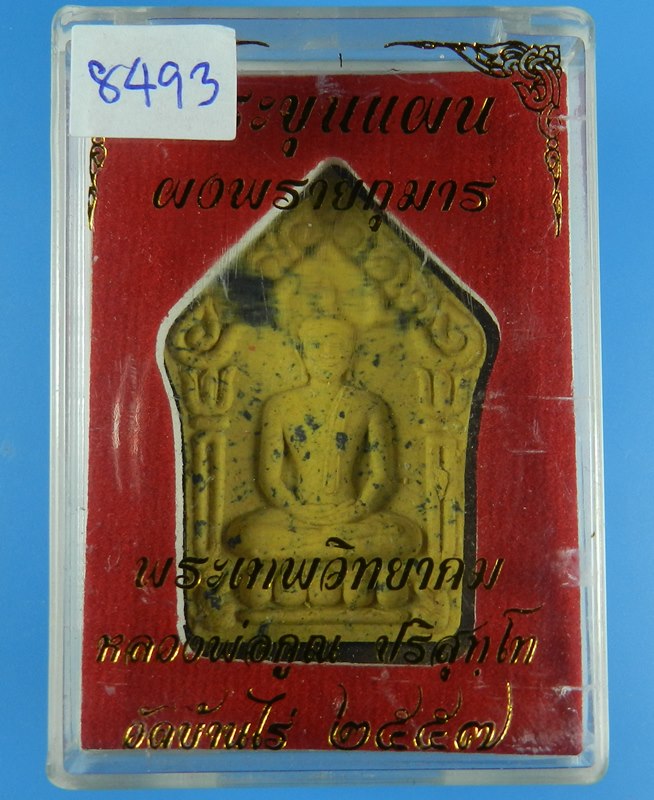 8493
พระขุนแผน
ผงพรายกุมาร
พระเทพวิทยาคม
หลวงพ่อคูณ ปริสุทฺโธ
วัดบ้านไร่ ๒๕๕๗